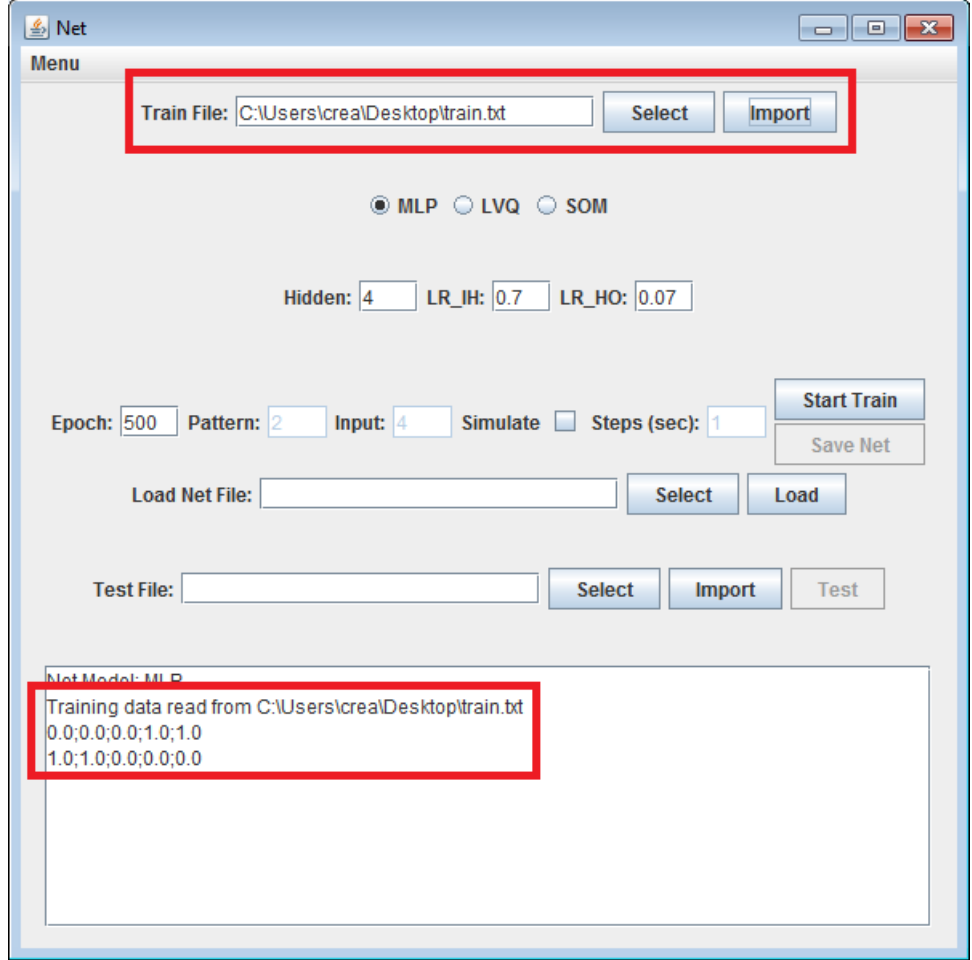 Net
Menu
Train File: C:\Users\crea\Desktop\train.txt Select Import
MLP LVQ SOM
Hidden: 4 LR_IH: 0.7 LR_HO: 0.07
Start Train
Epoch: 500 Pattern: 2 Input: 4 Simulate Steps (sec): 1
Save Net
Load Net File: Select Load
Test File: Select Import Test
Net Model: MLP
Training data read from C:\Users\crea\Desktop\train.txt
0.0;0.0;0.0;1.0;1.0
1.0;1.0;0.0;0.0;0.0